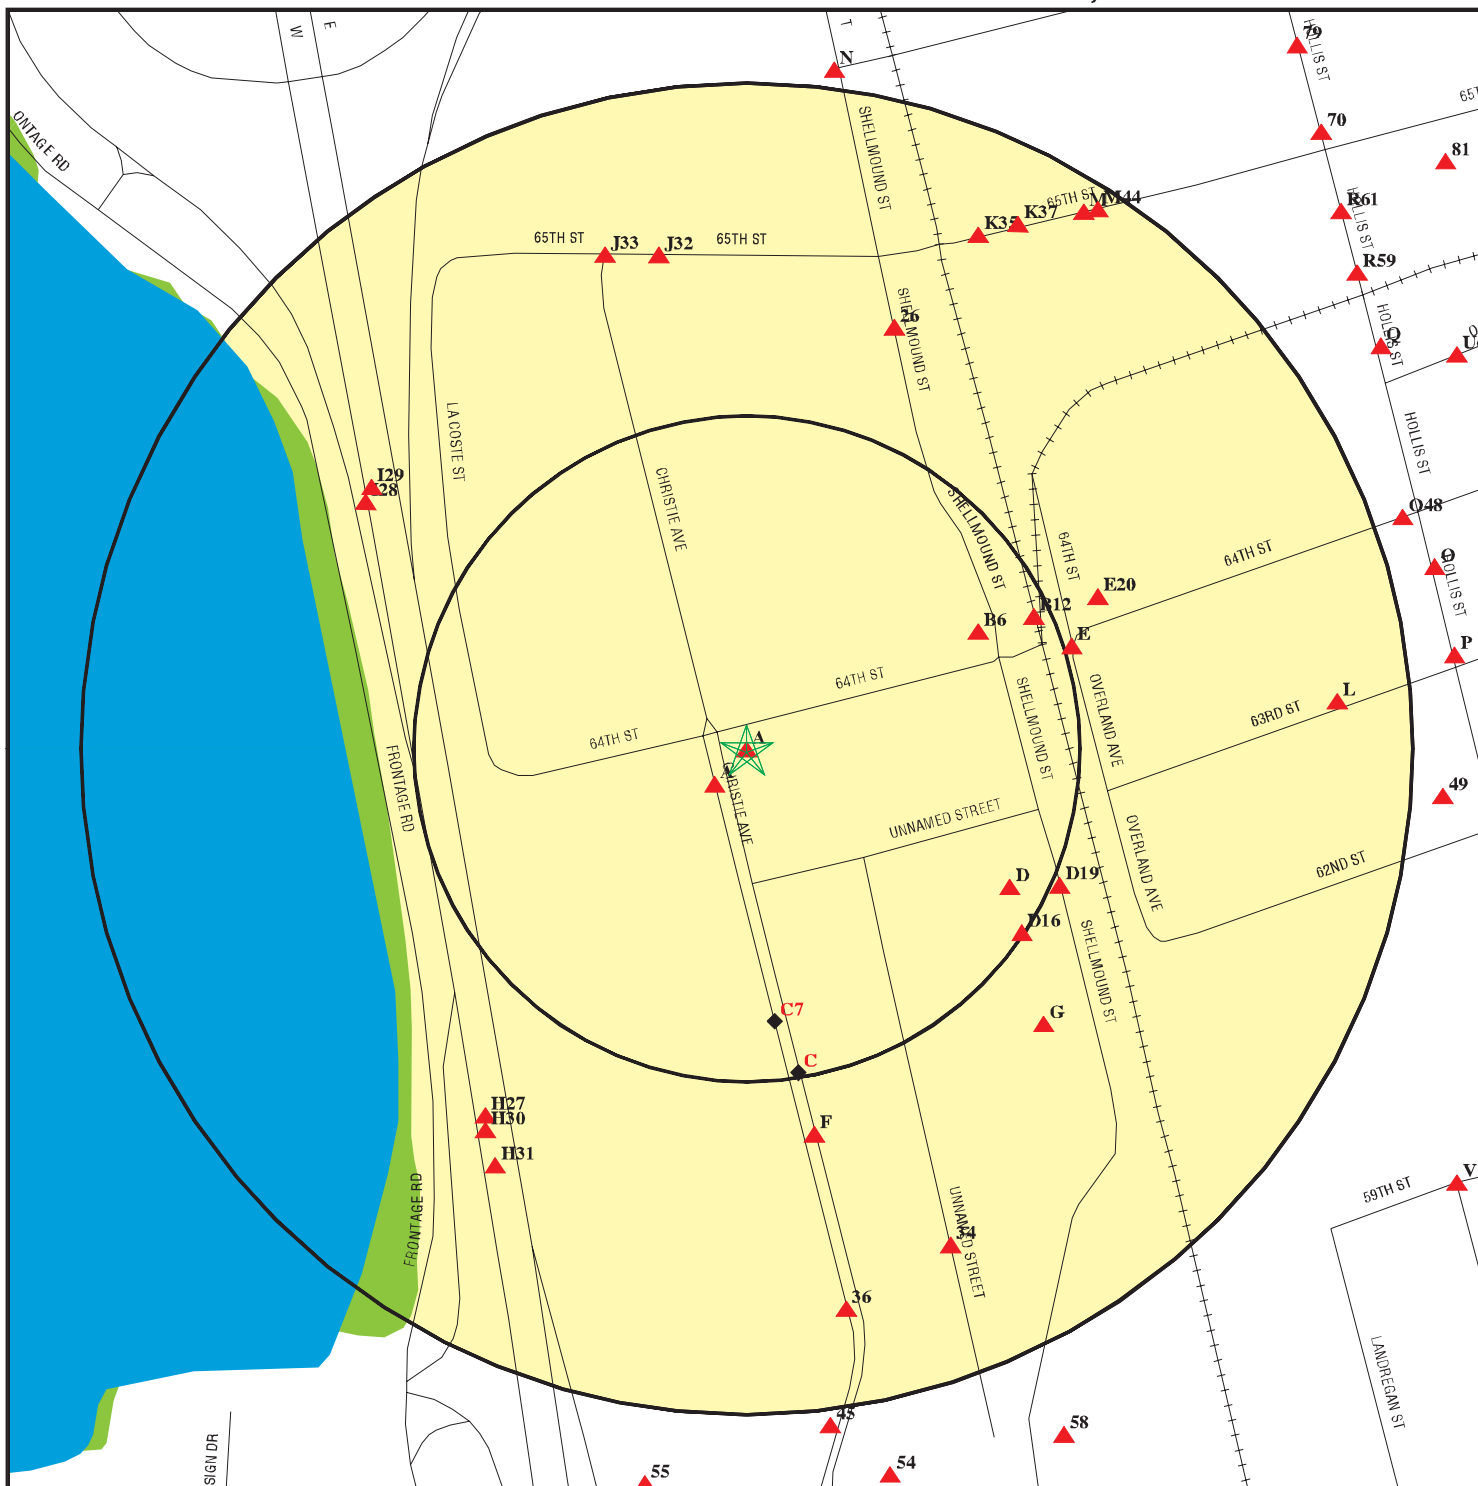 W
E
T
N
79
HOLLIS ST
ONTAGE RD
SHELLMOUND ST
70
65T
81
65TH ST
M
M44
R61
HOLLIS ST
K35
K37
65TH ST
J33
J32
65TH ST
R59
26
SHELLMOUND ST
HOLLIS ST
Q
U
LA COSTE ST
HOLLIS ST
CHRISTIE AVE
I29
I28
SHELLMOUND ST
O48
64TH ST
64TH ST
O
HOLLIS ST
E20
B12
B6
E
P
64TH ST
SHELLMOUND ST
OVERLAND AVE
L
63RD ST
64TH ST
A
A
CHRISTIE AVE
FRONTAGE RD
49
UNNAMED STREET
OVERLAND AVE
62ND ST
D
D19
D16
SHELLMOUND ST
C7
G
C
H27
H30
F
H31
FRONTAGE RD
59TH ST
V
UNNAMED STREET
34
36
LANDREGAN ST
45
58
SIGN DR
54
55